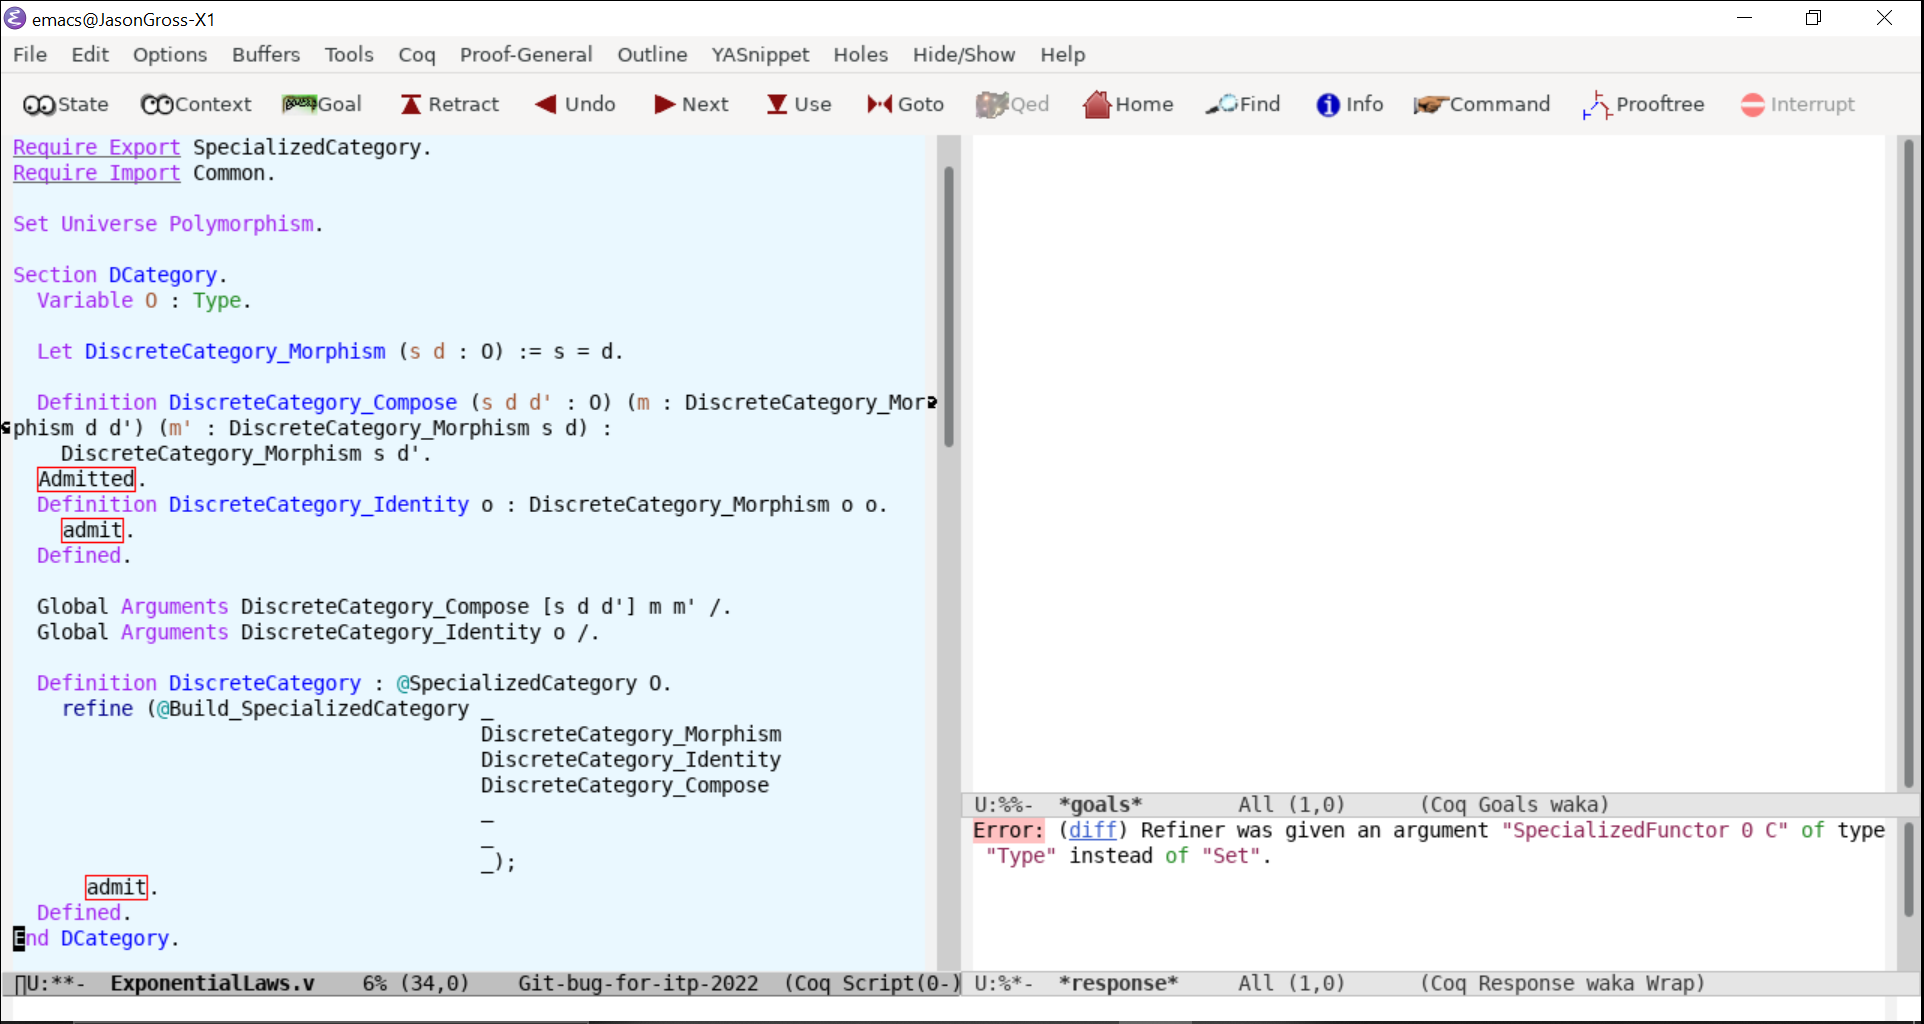 emacs@JasonGross-X1
File Edit Options Buffers Tools Coq Proof-General Outline YASnippet Holes Hide/Show Help
State Context Goal Retract Undo Next Use Goto Qed Home Find Info Command Prooftree Interrupt
Require Export SpecializedCategory.
Require Import Common.
Set Universe Polymorphism.
Section DCategory.
Variable O : Type.
Let DiscreteCategory_Morphism (s d : O) := s = d.
Definition DiscreteCategory_Compose (s d d' : O) (m : DiscreteCategory_Mor
phism d d') (m' : DiscreteCategory_Morphism s d) :
DiscreteCategory_Morphism s d'.
Admitted.
Definition DiscreteCategory_Identity o : DiscreteCategory_Morphism o o.
admit.
Defined.
Global Arguments DiscreteCategory_Compose [s d d'] m m' /.
Global Arguments DiscreteCategory_Identity o /.
Definition DiscreteCategory : @SpecializedCategory O.
refine (@Build_SpecializedCategory _
DiscreteCategory_Morphism
DiscreteCategory_Identity
DiscreteCategory_Compose
_
_
_);
admit.
Defined.
End DCategory.
U:**- ExponentialLaws.v 6% (34,0) Git-bug-for-itp-2022 (Coq Script(0-)
U:%%- *goals* All (1,0) (Coq Goals waka)
Error: (diff) Refiner was given an argument "SpecializedFunctor 0 C" of type
"Type" instead of "Set".
U:%*- *response* All (1,0) (Coq Response waka Wrap)